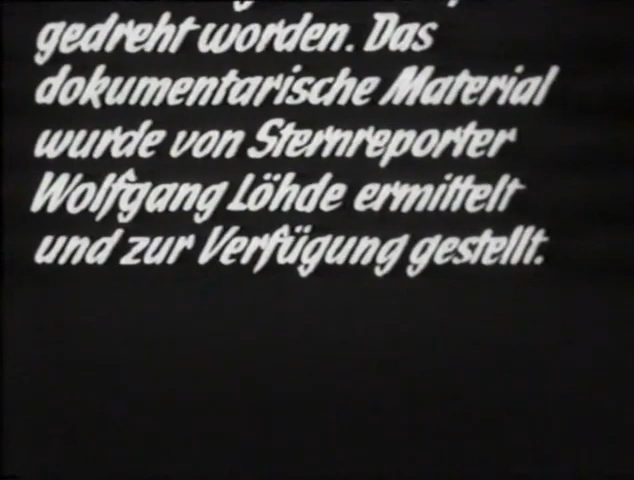 gedreht worden. Das
dokumentarische Material
wurde von Sternreporter
Wolfgang Löhde ermittelt
und zur Verfügung gestellt.